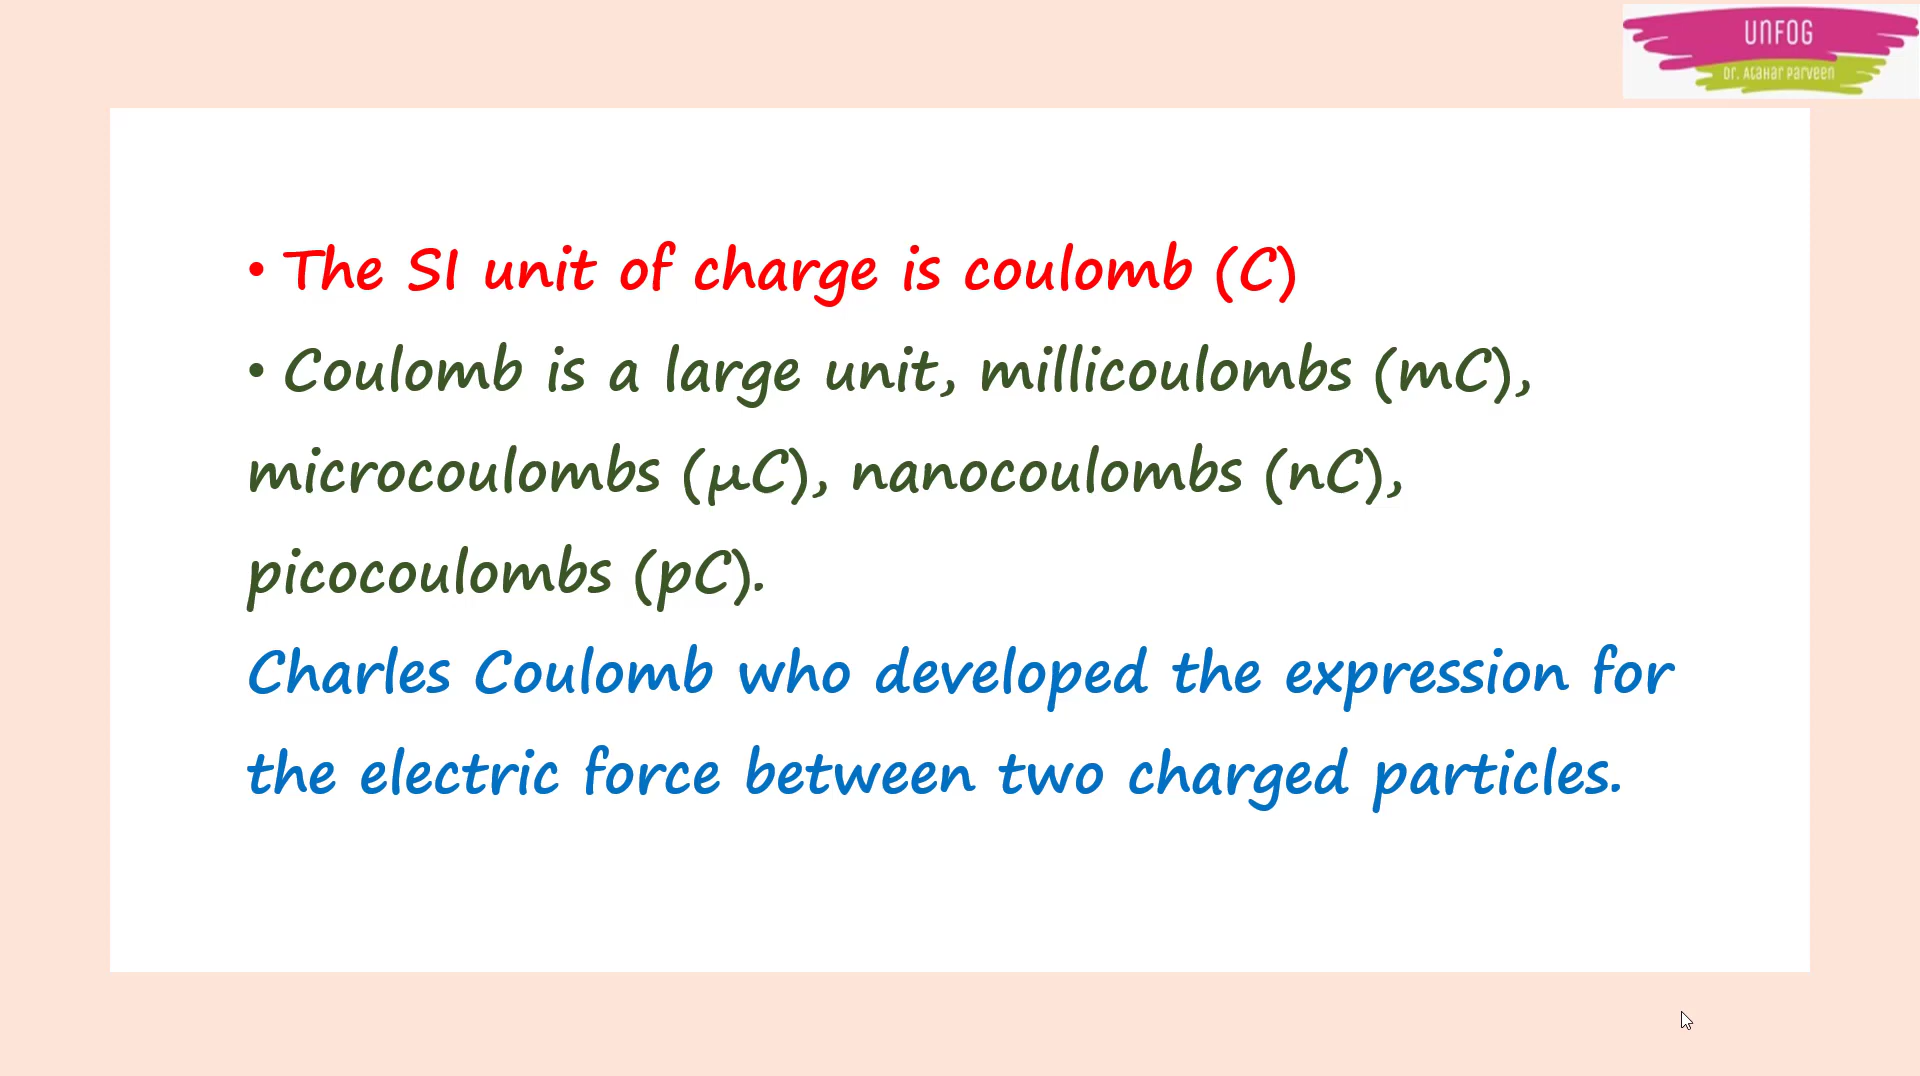 UNFOG
Dr. Atahar Parveen
• The SI unit of charge is coulomb (C)
• Coulomb is a large unit, millicoulombs (mC),
microcoulombs (μC), nanocoulombs (nC),
picocoulombs (pC).
Charles Coulomb who developed the expression for
the electric force between two charged particles.